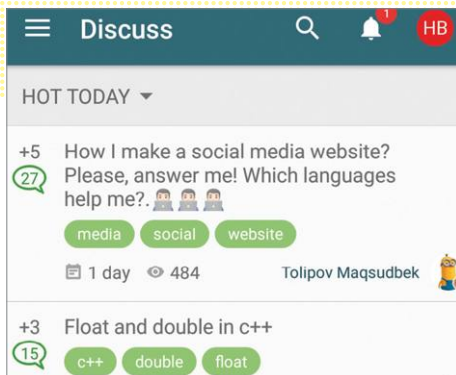 Discuss
1
HB
HOT TODAY
+5
27
How I make a social media website?
Please, answer me! Which languages
help me?.
media social website
1 day 484 Tolipov Maqsudbek
+3
15
Float and double in c++
c++ double float